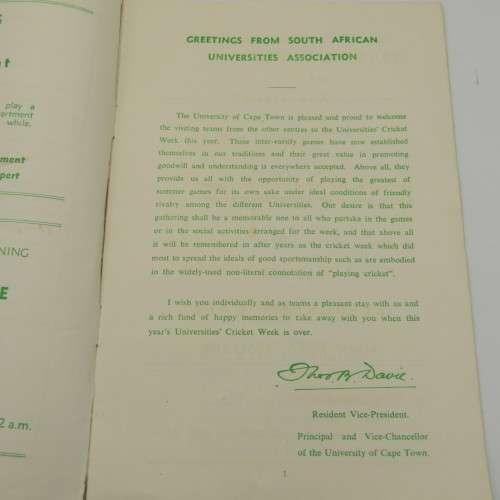 S
t
play a
artment
while.
ment
pert
NING
E
2 a.m.
GREETINGS FROM SOUTH AFRICAN
UNIVERSITIES ASSOCIATION
The University of Cape Town is pleased and proud to welcome
the visiting teams from the other centres to the Universities' Cricket
Week this year. These inter-varsity games have now established
themselves in our traditions and their great value in promoting
goodwill and understanding is everywhere accepted. Above all, they
provide us all with the opportunity of playing the greatest of
summer games for its own sake under ideal conditions of friendly
rivalry among the different Universities. Our desire is that this
gathering shall be a memorable one to all who partake in the games
or in the social activities arranged for the week, and that above all
it will be remembered in after years as the cricket week which did
most to spread the ideals of good sportsmanship such as are embodied
in the widely-used non-literal connotation of "playing cricket".
I wish you individually and as teams a pleasant stay with us and
a rich fund of happy memories to take away with you when this
year's Universities' Cricket Week is over.
Thos. B. Davie.
Resident Vice-President.
Principal and Vice-Chancellor
of the University of Cape Town.
1